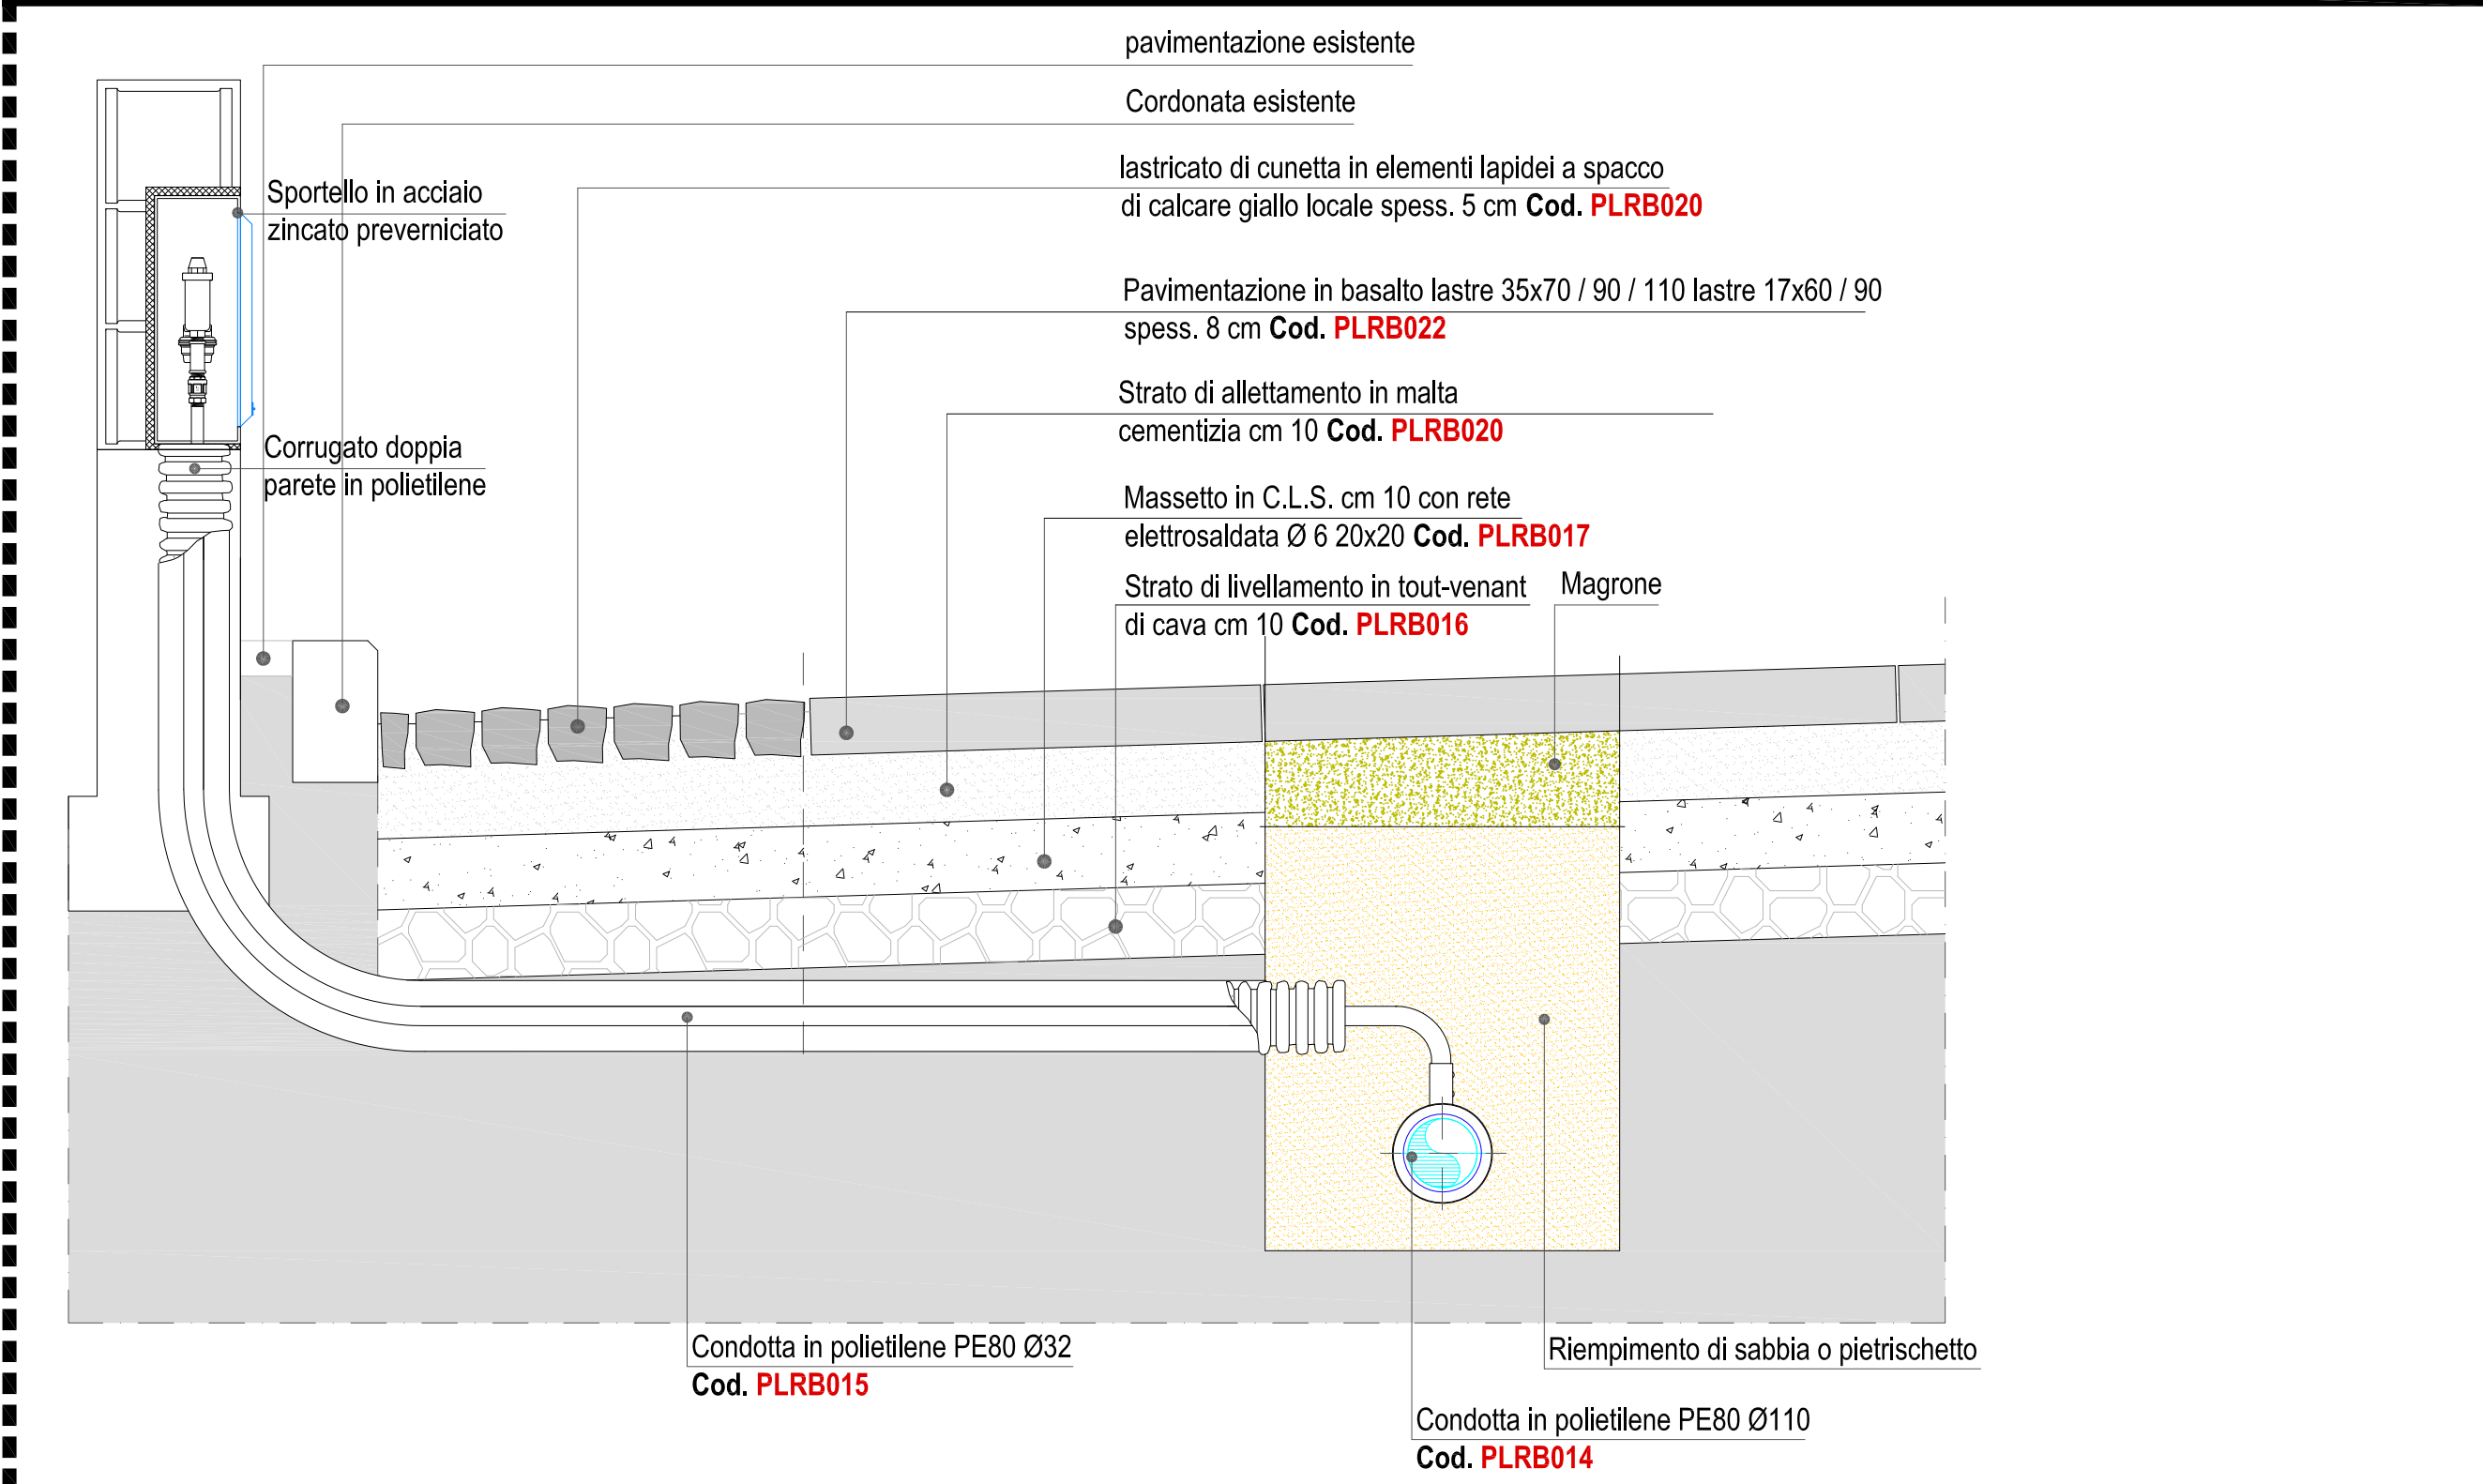 pavimentazione esistente
Cordonata esistente
lastricato di cunetta in elementi lapidei a spacco
di calcare giallo locale spess. 5 cm Cod. PLRB020
Sportello in acciaio
zincato preverniciato
Pavimentazione in basalto lastre 35x70 / 90 / 110 lastre 17x60 / 90
spess. 8 cm Cod. PLRB022
Strato di allettamento in malta
cementizia cm 10 Cod. PLRB020
Corrugato doppia
parete in polietilene
Massetto in C.L.S. cm 10 con rete
elettrosaldata Ø 6 20x20 Cod. PLRB017
Strato di livellamento in tout-venant
di cava cm 10 Cod. PLRB016
Magrone
Condotta in polietilene PE80 Ø32
Cod. PLRB015
Riempimento di sabbia o pietrischetto
Condotta in polietilene PE80 Ø110
Cod. PLRB014